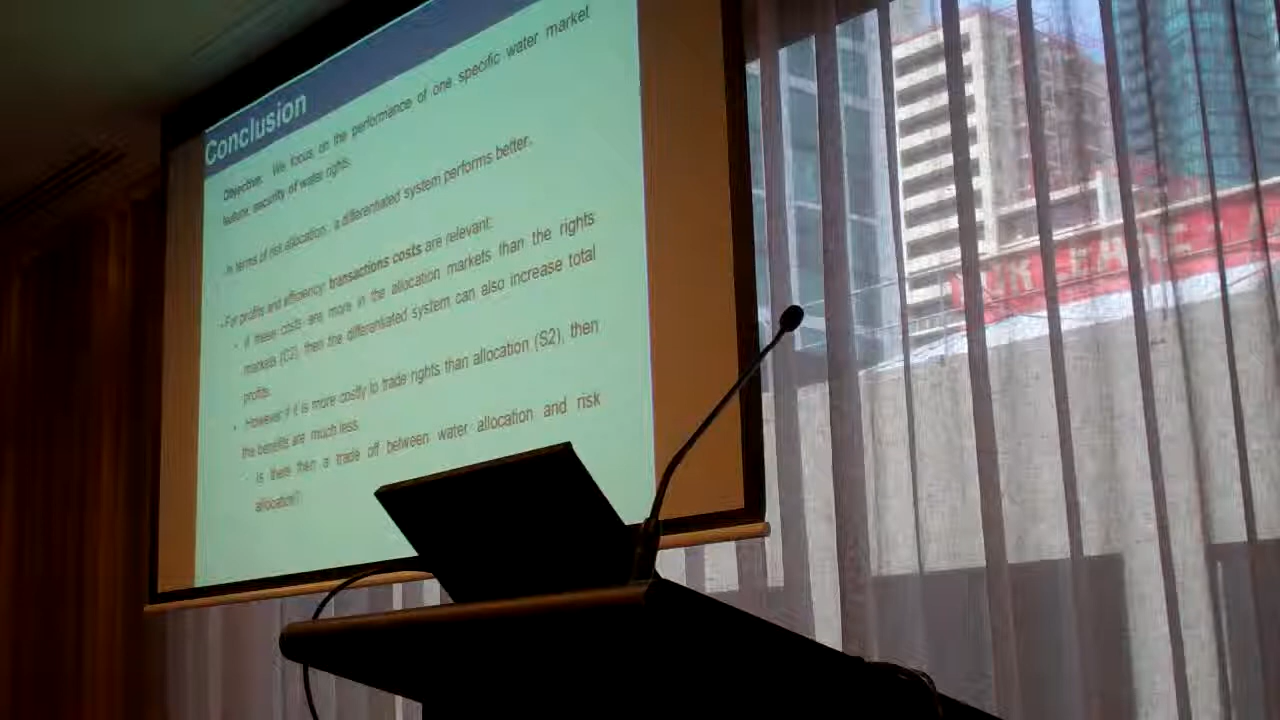 Conclusion
Objective: We focus on the performance of one specific water market
feature, security of water rights.
- In terms of risk allocation, a differentiated system performs better.
- For profits and efficiency transactions costs are relevant:
• if these costs are more in the allocation markets than the rights
markets (C2), then the differentiated system can also increase total
profits.
• However if it is more costly to trade rights than allocation (S2), then
the benefits are much less.
- Is there then a trade off between water allocation and risk
allocation?